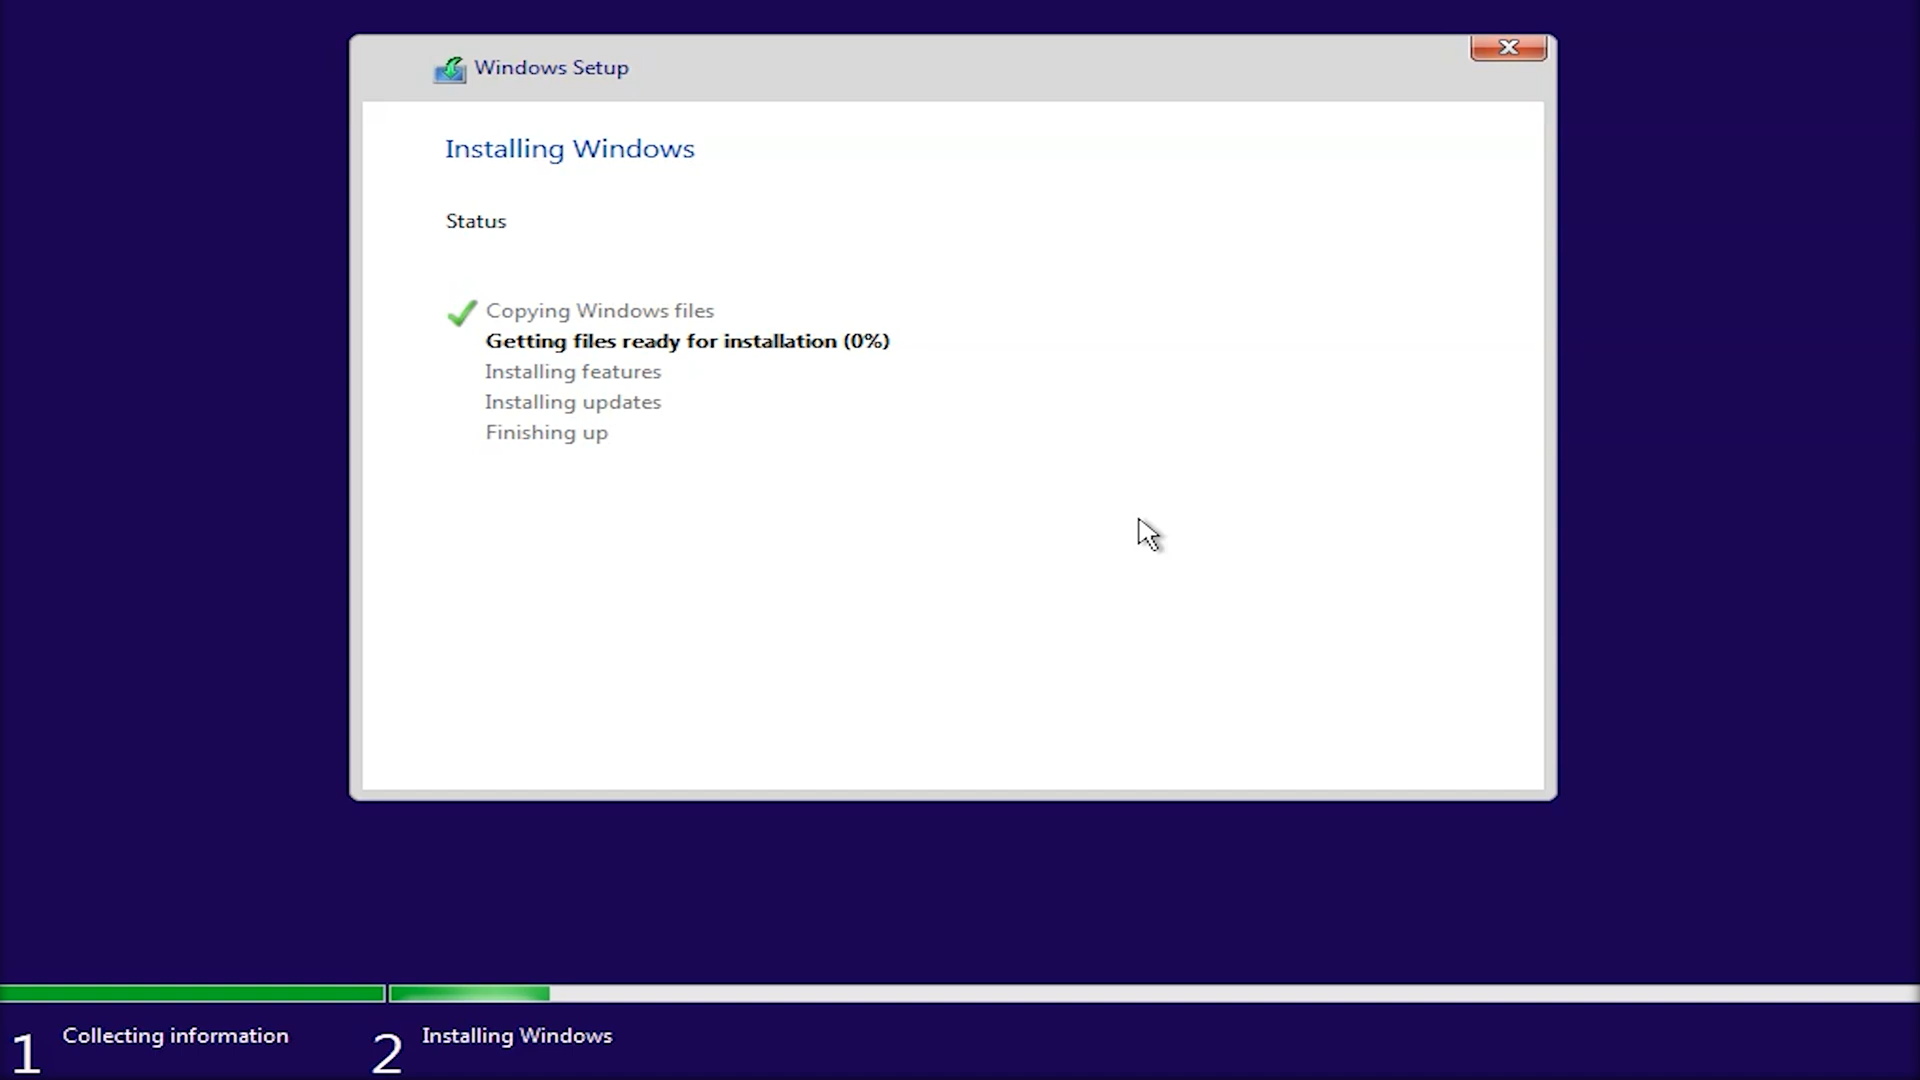 Windows Setup
Installing Windows
Status
Copying Windows files
Getting files ready for installation (0%)
Installing features
Installing updates
Finishing up
1 Collecting information
2 Installing Windows